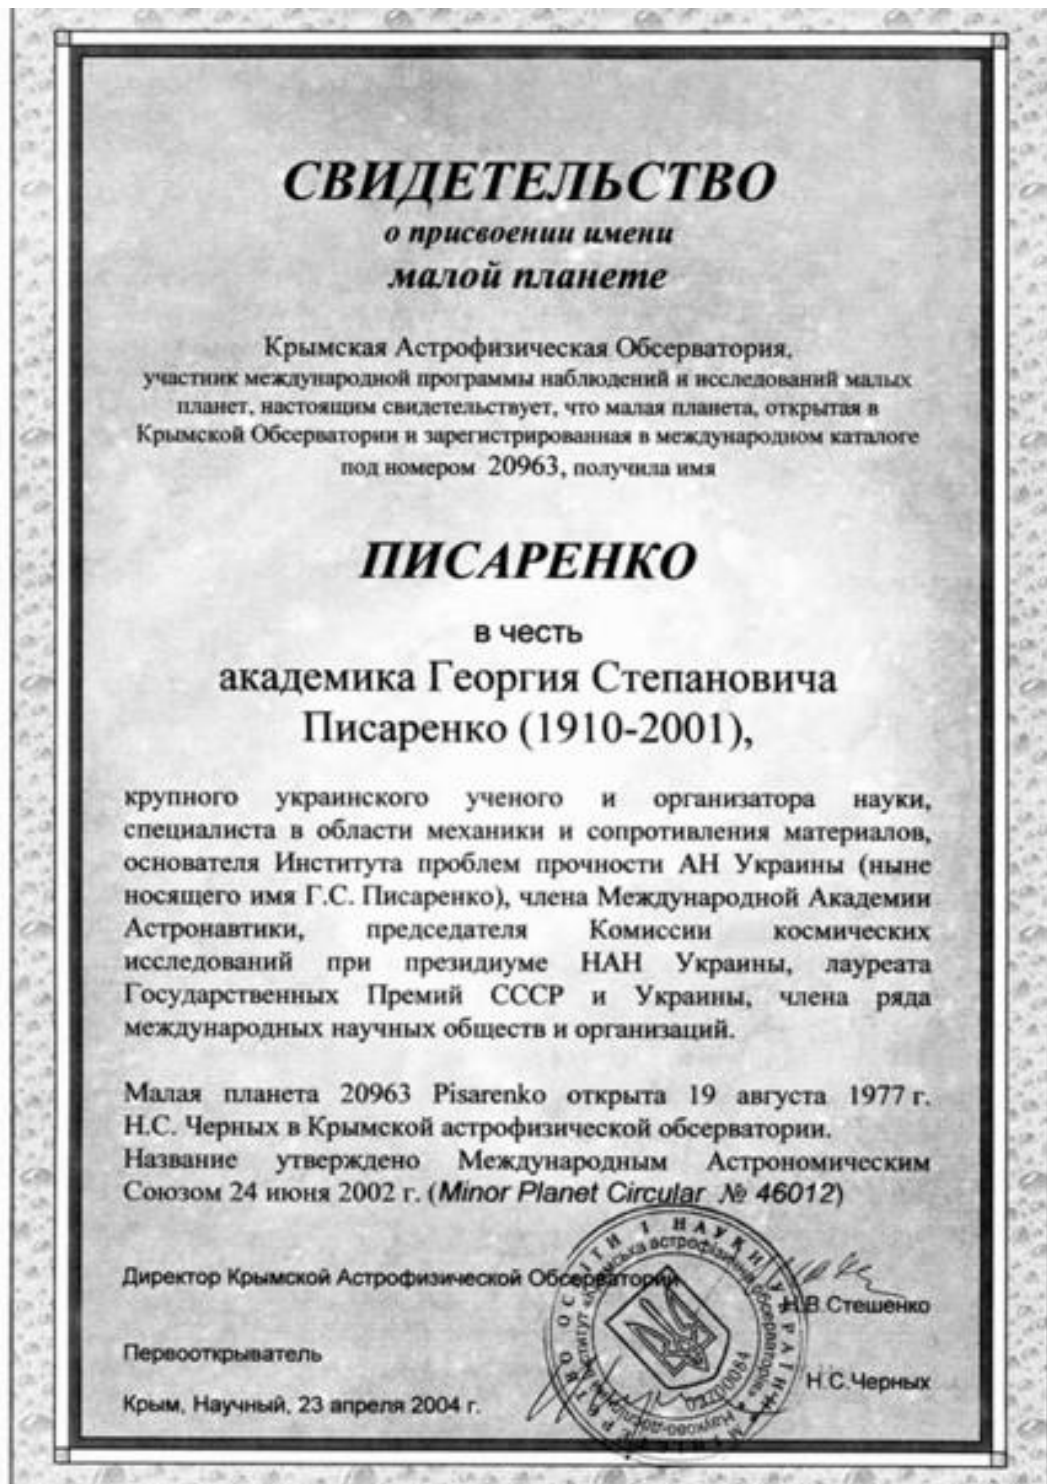 СВИДЕТЕЛЬСТВО
о присвоении имени
малой планете
Крымская Астрофизическая Обсерватория,
участник международной программы наблюдений и исследований малых
планет, настоящим свидетельствует, что малая планета, открытая в
Крымской Обсерватории и зарегистрированная в международном каталоге
под номером 20963, получила имя
ПИСАРЕНКО
в честь
академика Георгия Степановича
Писаренко (1910-2001),
крупного украинского ученого и организатора науки,
специалиста в области механики и сопротивления материалов,
основателя Института проблем прочности АН Украины (ныне
носящего имя Г.С. Писаренко), члена Международной Академии
Астронавтики, председателя Комиссии космических
исследований при президиуме НАН Украины, лауреата
Государственных Премий СССР и Украины, члена ряда
международных научных обществ и организаций.
Малая планета 20963 Pisarenko открыта 19 августа 1977 г.
Н.С. Черных в Крымской астрофизической обсерватории.
Название утверждено Международным Астрономическим
Союзом 24 июня 2002 г. (Minor Planet Circular № 46012)
Директор Крымской Астрофизической Обсерватории
Н.В.Стешенко
Первооткрыватель
Н.С.Черных
Крым, Научный, 23 апреля 2004 г.
ОСВІТИ І НАУКИ УКРАЇНИ
астрофізична обсерваторія